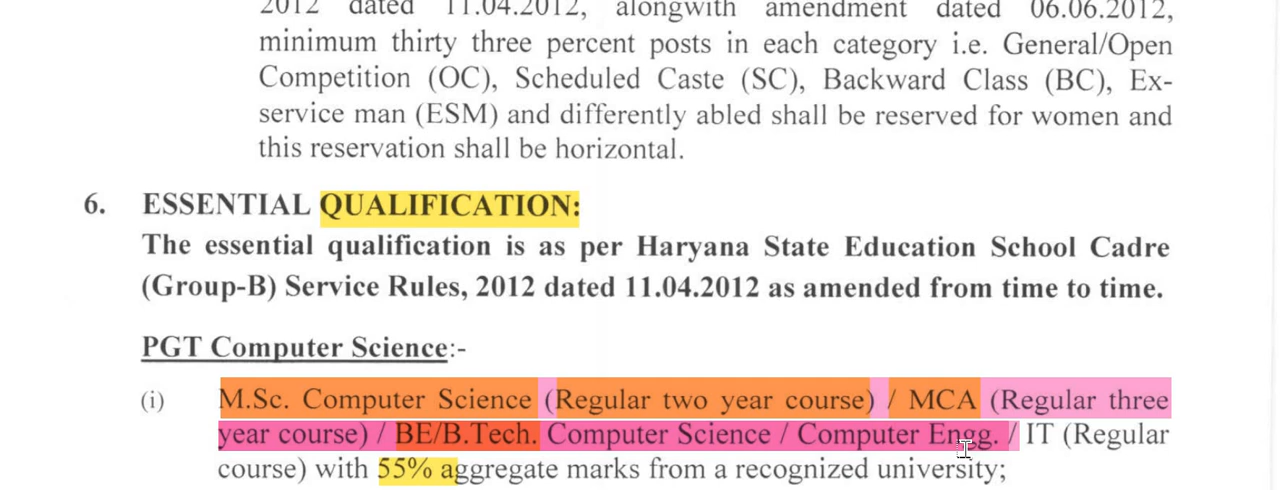 2012 dated 11.04.2012, alongwith amendment dated 06.06.2012,
minimum thirty three percent posts in each category i.e. General/Open
Competition (OC), Scheduled Caste (SC), Backward Class (BC), Ex-
service man (ESM) and differently abled shall be reserved for women and
this reservation shall be horizontal.
6. ESSENTIAL QUALIFICATION:
The essential qualification is as per Haryana State Education School Cadre
(Group-B) Service Rules, 2012 dated 11.04.2012 as amended from time to time.
PGT Computer Science:-
(i) M.Sc. Computer Science (Regular two year course) / MCA (Regular three
year course) / BE/B.Tech. Computer Science / Computer Engg. / IT (Regular
course) with 55% aggregate marks from a recognized university;